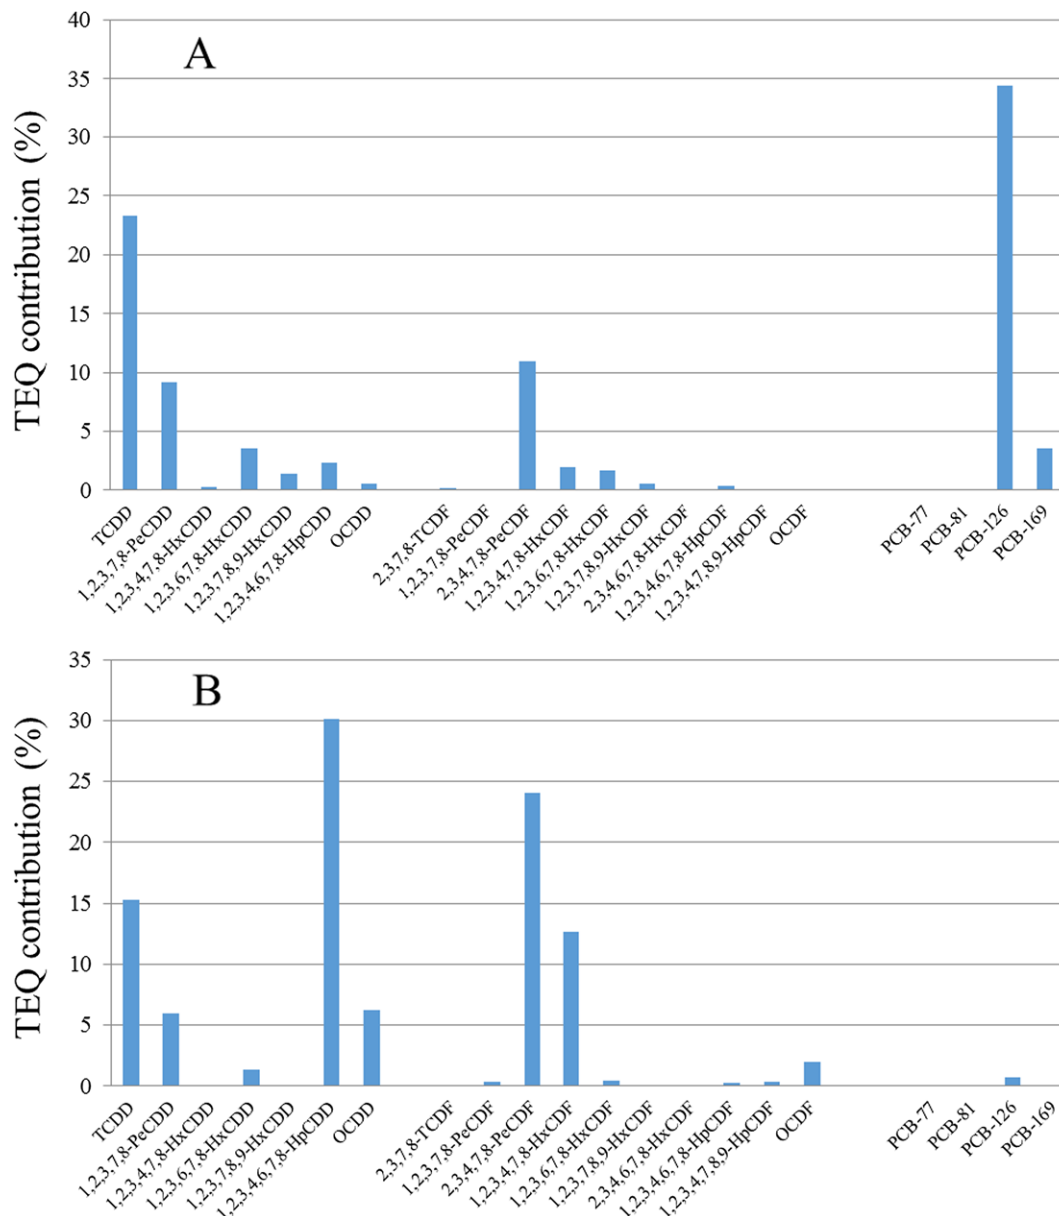 A
TEQ contribution (%)
40
35
30
25
20
15
10
5
0
TCDD
1,2,3,7,8-PeCDD
1,2,3,4,7,8-HxCDD
1,2,3,6,7,8-HxCDD
1,2,3,7,8,9-HxCDD
1,2,3,4,6,7,8-HpCDD
OCDD
2,3,7,8-TCDF
1,2,3,7,8-PeCDF
2,3,4,7,8-PeCDF
1,2,3,4,7,8-HxCDF
1,2,3,6,7,8-HxCDF
1,2,3,7,8,9-HxCDF
2,3,4,6,7,8-HxCDF
1,2,3,4,6,7,8-HpCDF
1,2,3,4,7,8,9-HpCDF
OCDF
PCB-77
PCB-81
PCB-126
PCB-169
B
TEQ contribution (%)
35
30
25
20
15
10
5
0
TCDD
1,2,3,7,8-PeCDD
1,2,3,4,7,8-HxCDD
1,2,3,6,7,8-HxCDD
1,2,3,7,8,9-HxCDD
1,2,3,4,6,7,8-HpCDD
OCDD
2,3,7,8-TCDF
1,2,3,7,8-PeCDF
2,3,4,7,8-PeCDF
1,2,3,4,7,8-HxCDF
1,2,3,6,7,8-HxCDF
1,2,3,7,8,9-HxCDF
2,3,4,6,7,8-HxCDF
1,2,3,4,6,7,8-HpCDF
1,2,3,4,7,8,9-HpCDF
OCDF
PCB-77
PCB-81
PCB-126
PCB-169